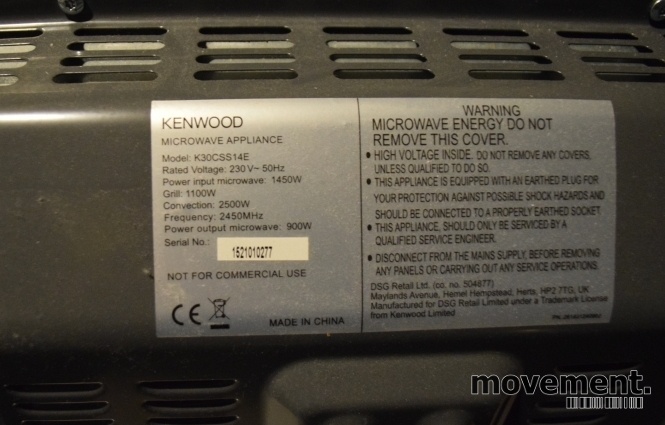 KENWOOD
MICROWAVE APPLIANCE
Model: K30CSS14E
Rated Voltage: 230 V~ 50Hz
Power input microwave: 1450W
Grill: 1100W
Convection: 2500W
Frequency: 2450MHz
Power output microwave: 900W
Serial No.: 1521010277
NOT FOR COMMERCIAL USE
CE
MADE IN CHINA
WARNING
MICROWAVE ENERGY DO NOT
REMOVE THIS COVER.
• HIGH VOLTAGE INSIDE. DO NOT REMOVE ANY COVERS,
UNLESS QUALIFIED TO DO SO.
• THIS APPLIANCE IS EQUIPPED WITH AN EARTHED PLUG FOR
YOUR PROTECTION AGAINST POSSIBLE SHOCK HAZARDS AND
SHOULD BE CONNECTED TO A PROPERLY EARTHED SOCKET
• THIS APPLIANCE, SHOULD ONLY BE SERVICED BY A
QUALIFIED SERVICE ENGINEER.
• DISCONNECT FROM THE MAINS SUPPLY, BEFORE REMOVING
ANY PANELS OR CARRYING OUT ANY SERVICE OPERATIONS.
DSG Retail Ltd. (co. no. 504877)
Maylands Avenue, Hemel Hempstead, Herts, HP2 7TG, UK
Manufactured for DSG Retail Limited under a Trademark License
from Kenwood Limited
movement.